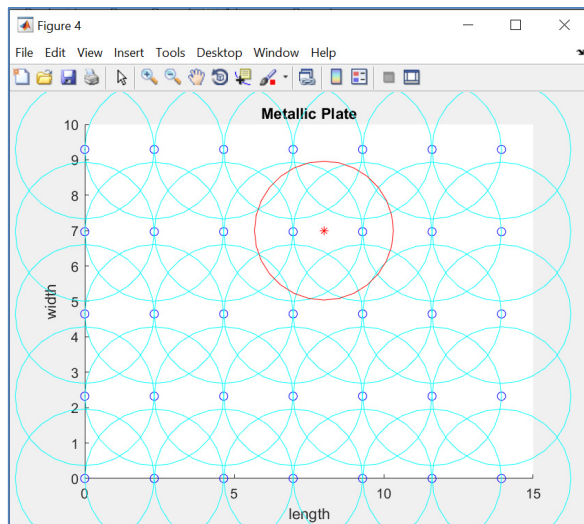 Figure 4
File Edit View Insert Tools Desktop Window Help
Metallic Plate
10
9
8
7
6
5
4
3
2
1
0
width
0 5 10 15
length